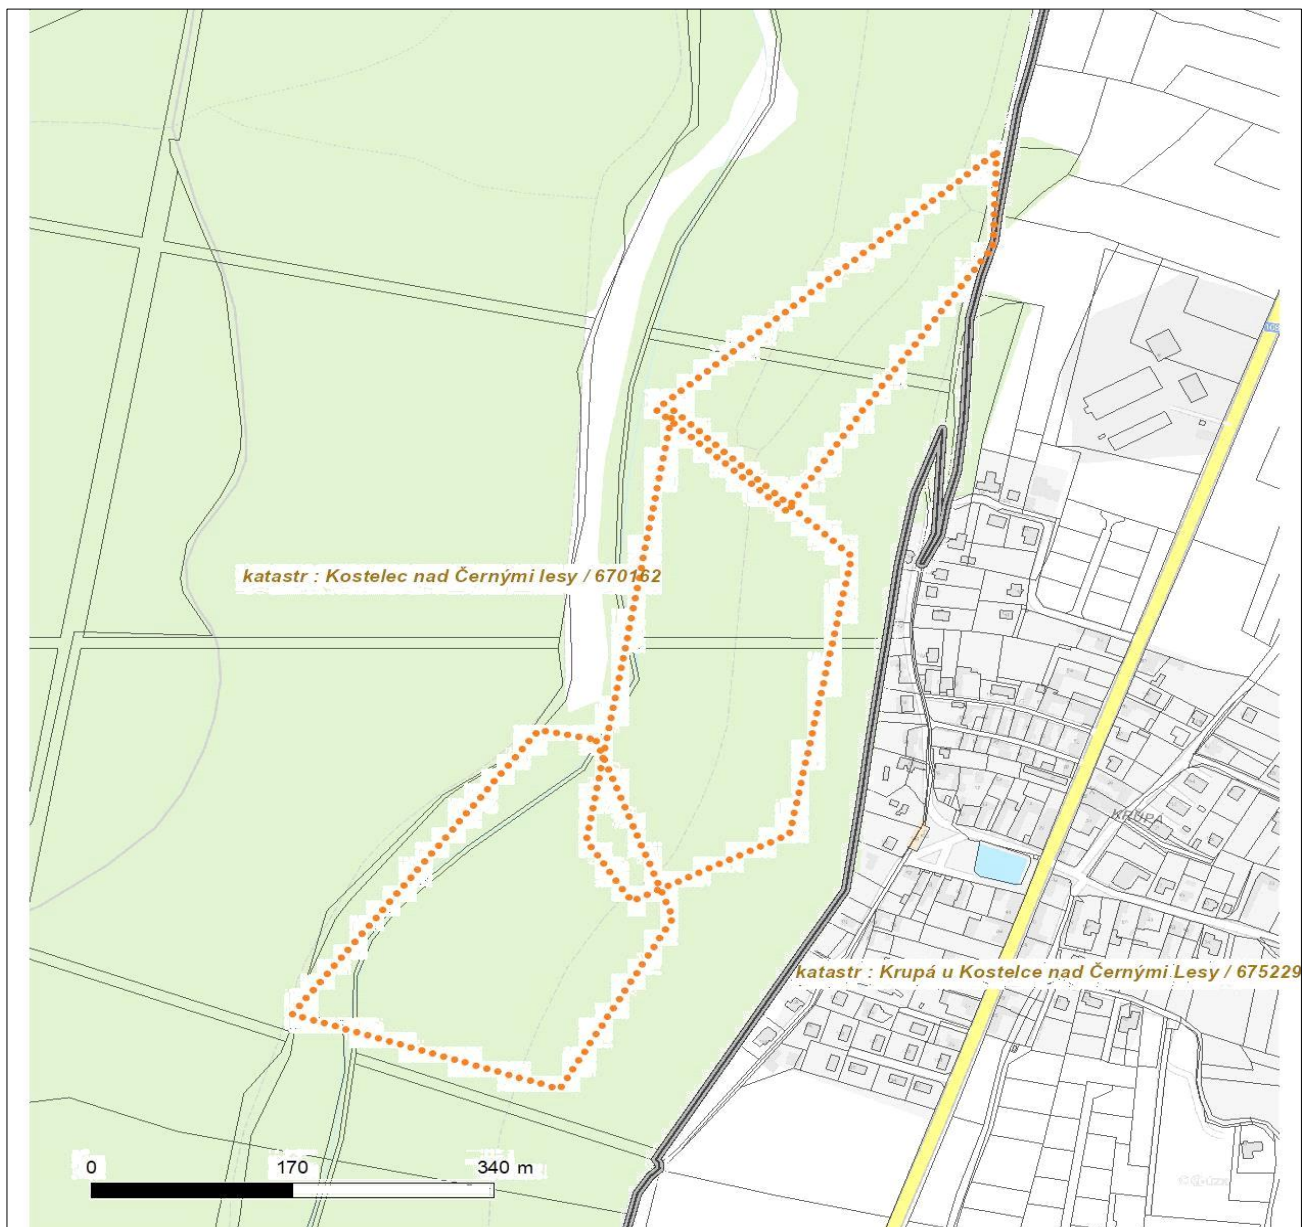 katastr : Kostelec nad Černými lesy / 670162
KRUPÁ
katastr : Krupá u Kostelce nad Černými Lesy / 675229
0 170 340 m